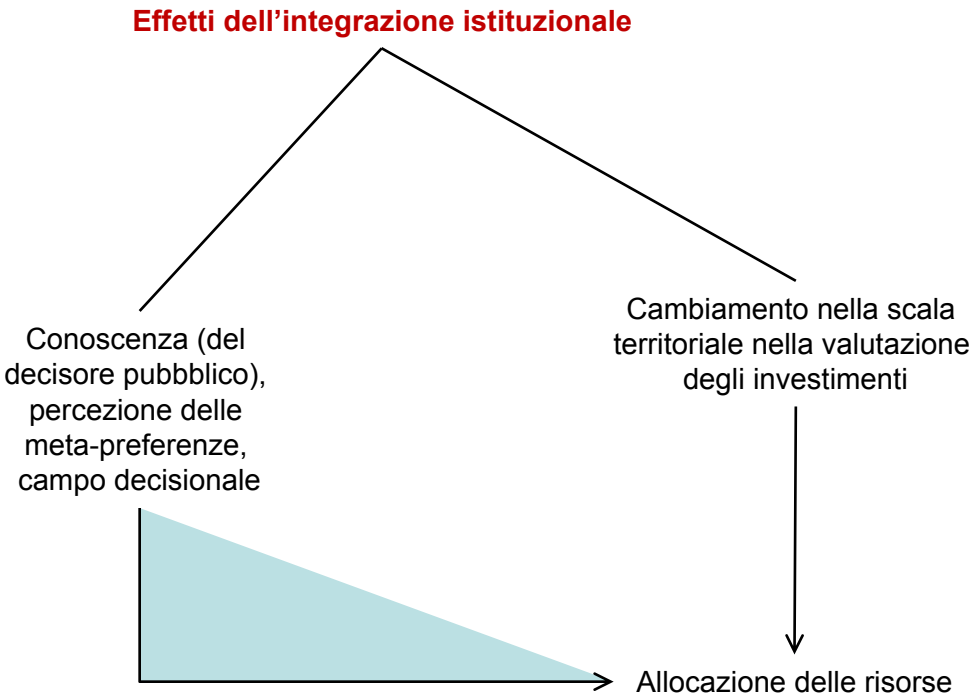 Effetti dell’integrazione istituzionale
Conoscenza (del
decisore pubbblico),
percezione delle
meta-preferenze,
campo decisionale
Cambiamento nella scala
territoriale nella valutazione
degli investimenti
Allocazione delle risorse